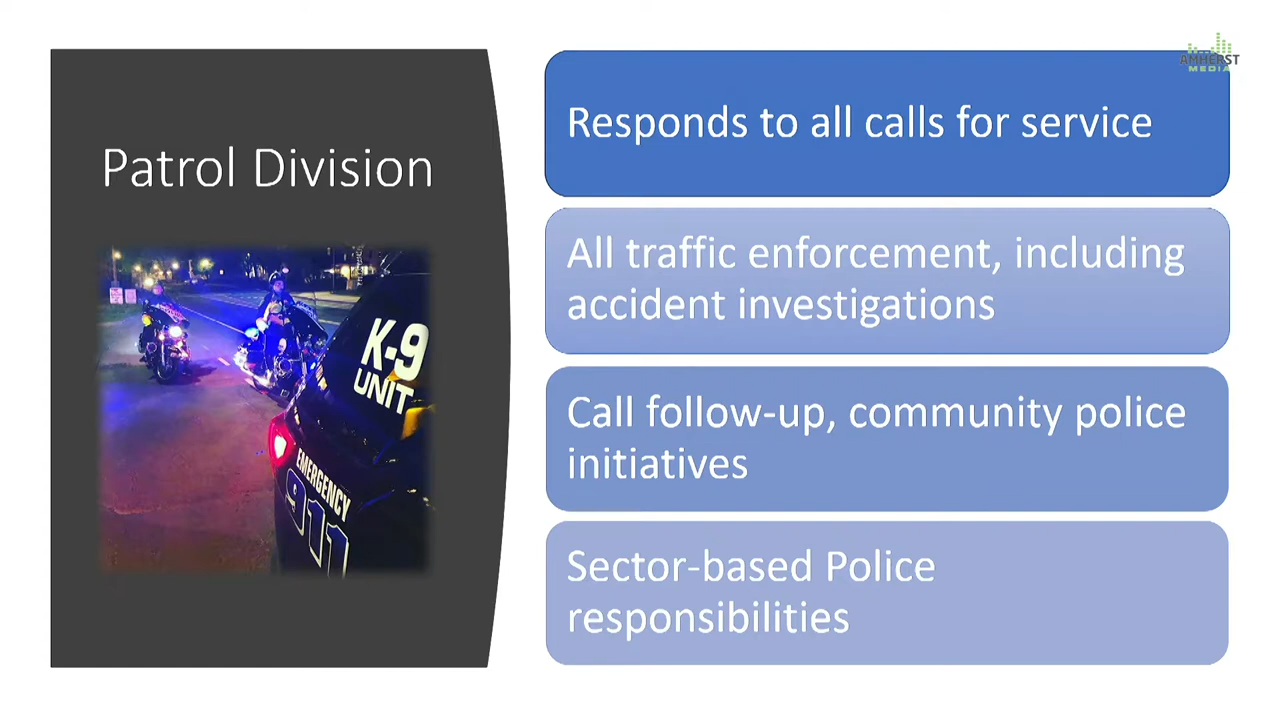 AMHERST
MEDIA
Patrol Division
Responds to all calls for service
All traffic enforcement, including
accident investigations
Call follow-up, community police
initiatives
Sector-based Police
responsibilities
K-9
UNIT
EMERGENCY
911